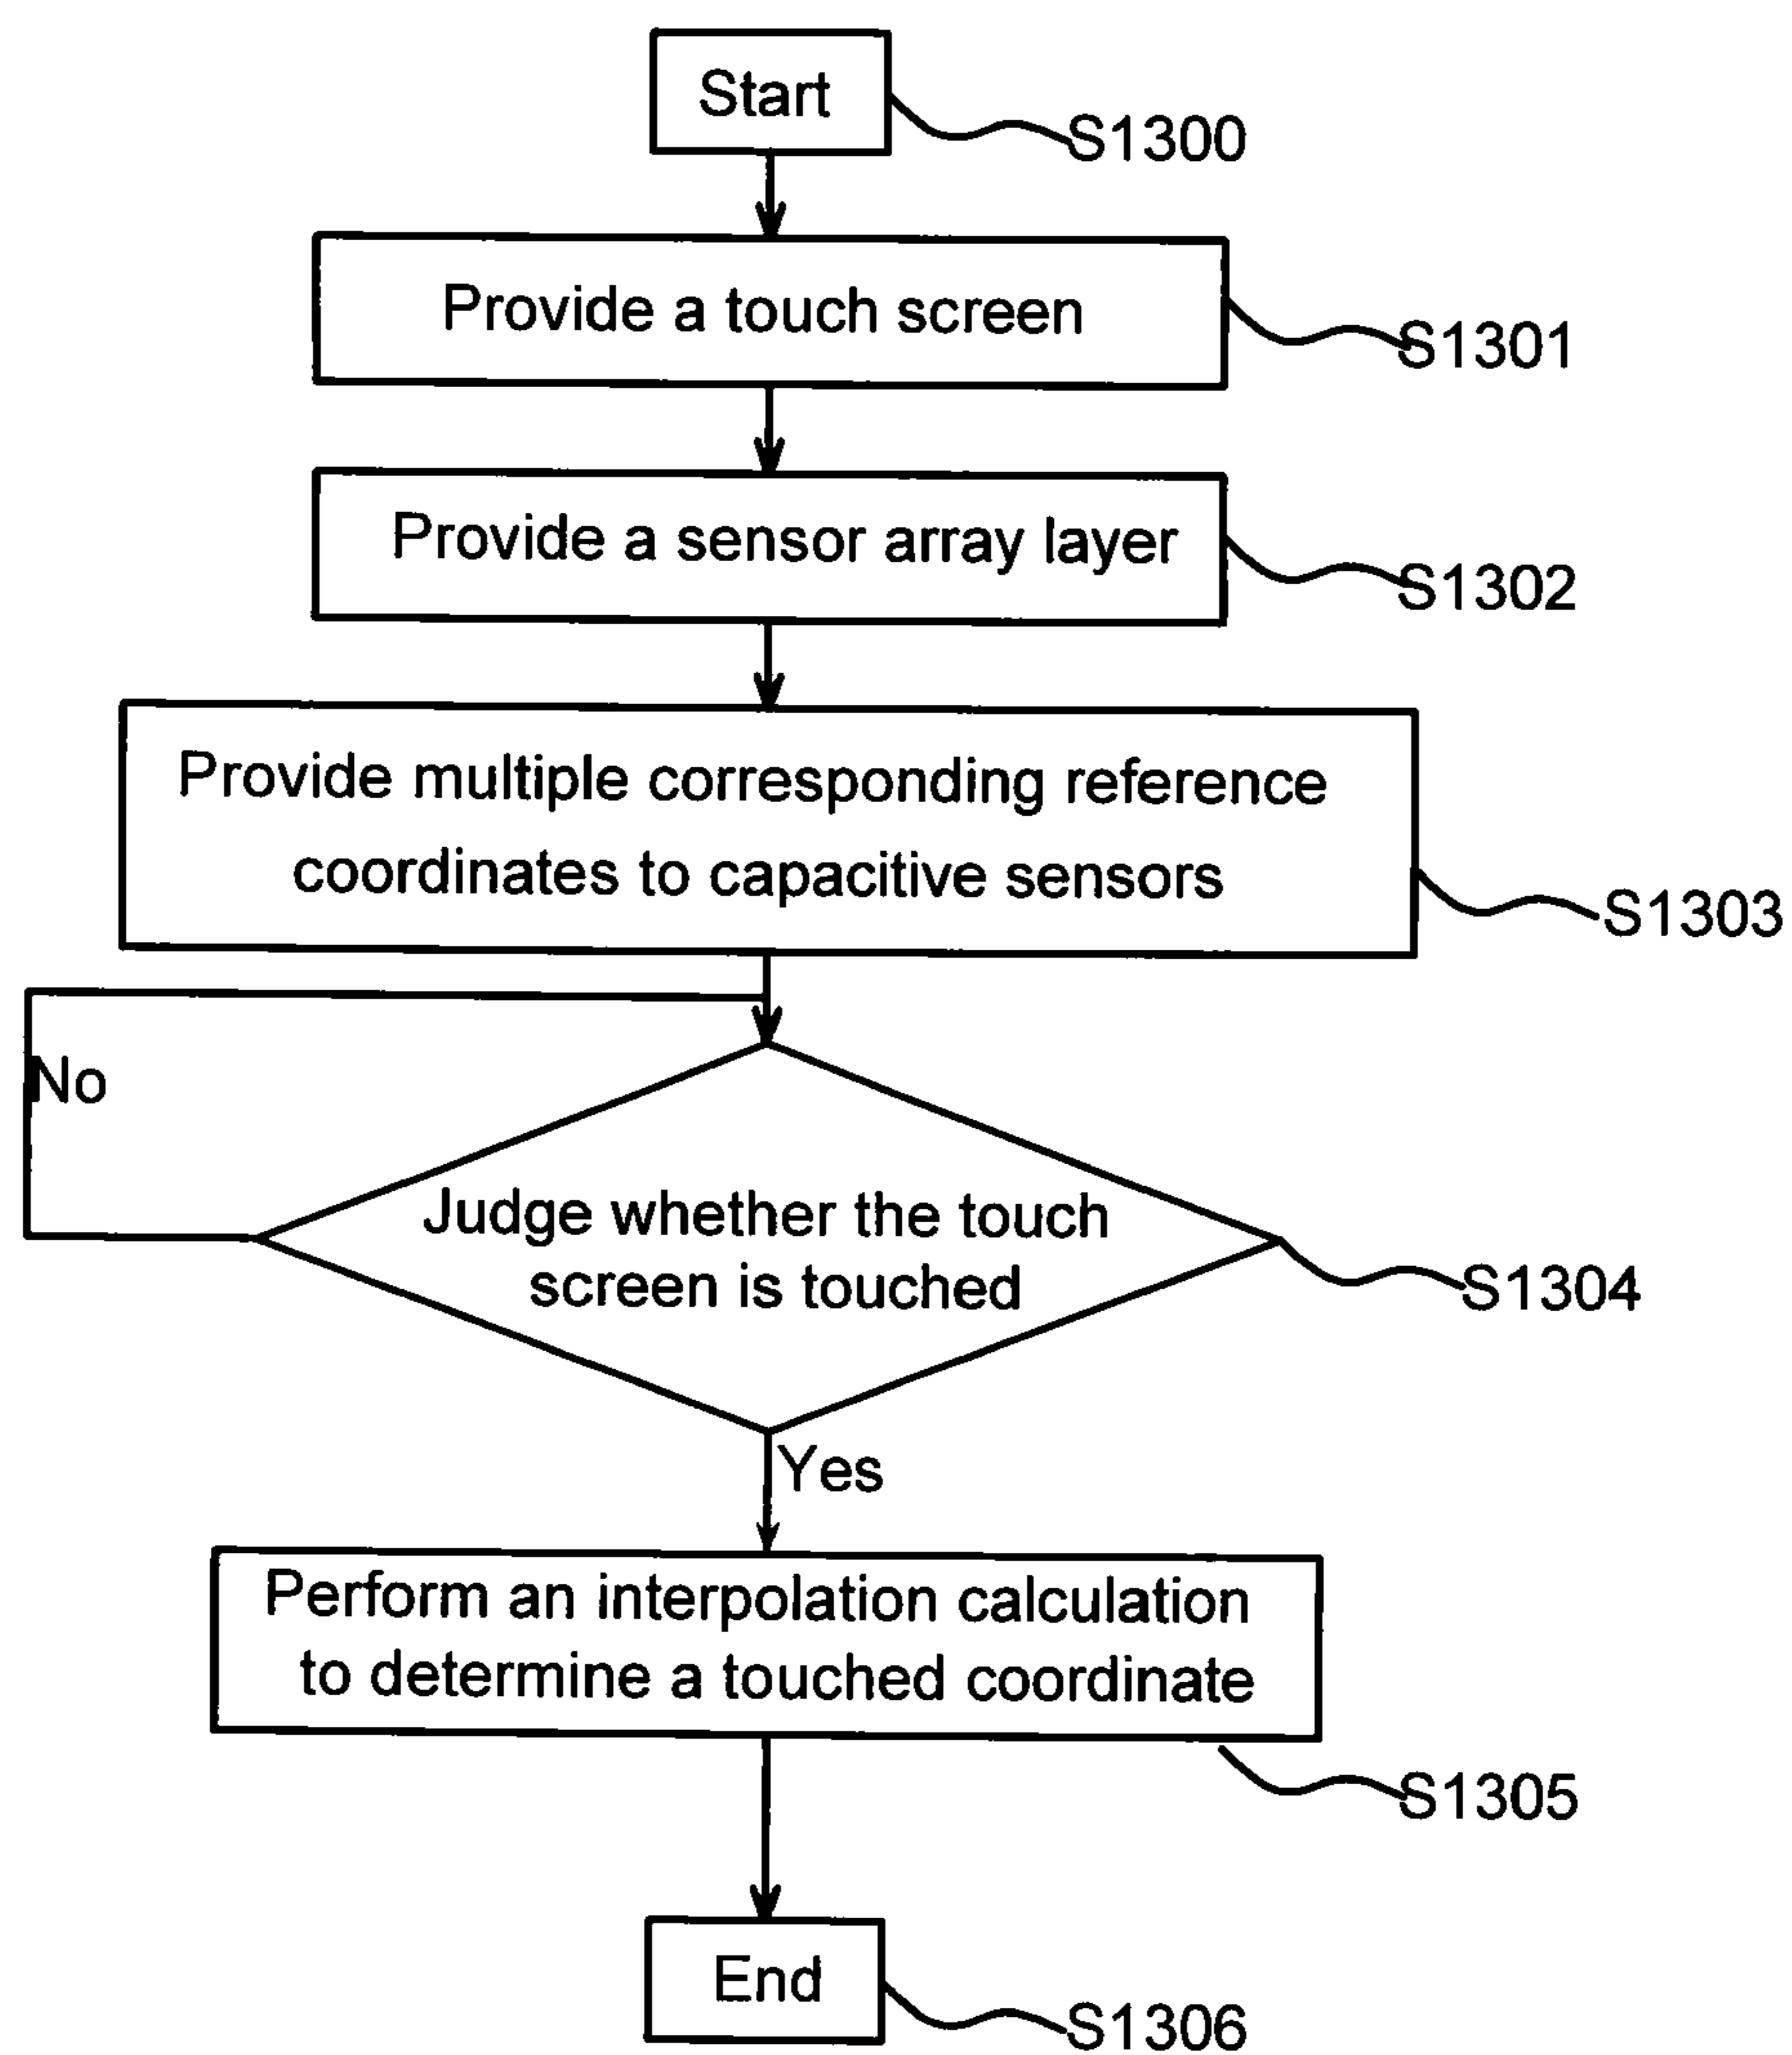 Start
S1300
Provide a touch screen
S1301
Provide a sensor array layer
S1302
Provide multiple corresponding reference
coordinates to capacitive sensors
S1303
No
Judge whether the touch
screen is touched
S1304
Yes
Perform an interpolation calculation
to determine a touched coordinate
S1305
End
S1306